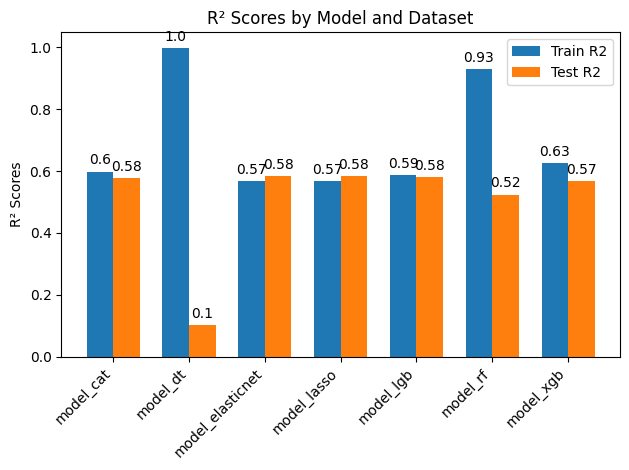 R² Scores by Model and Dataset
R² Scores
1.0
0.8
0.6
0.4
0.2
0.0
Train R2
Test R2
0.6
0.58
1.0
0.1
0.57
0.58
0.57
0.58
0.59
0.58
0.93
0.52
0.63
0.57
model_cat
model_dt
model_elasticnet
model_lasso
model_lgb
model_rf
model_xgb